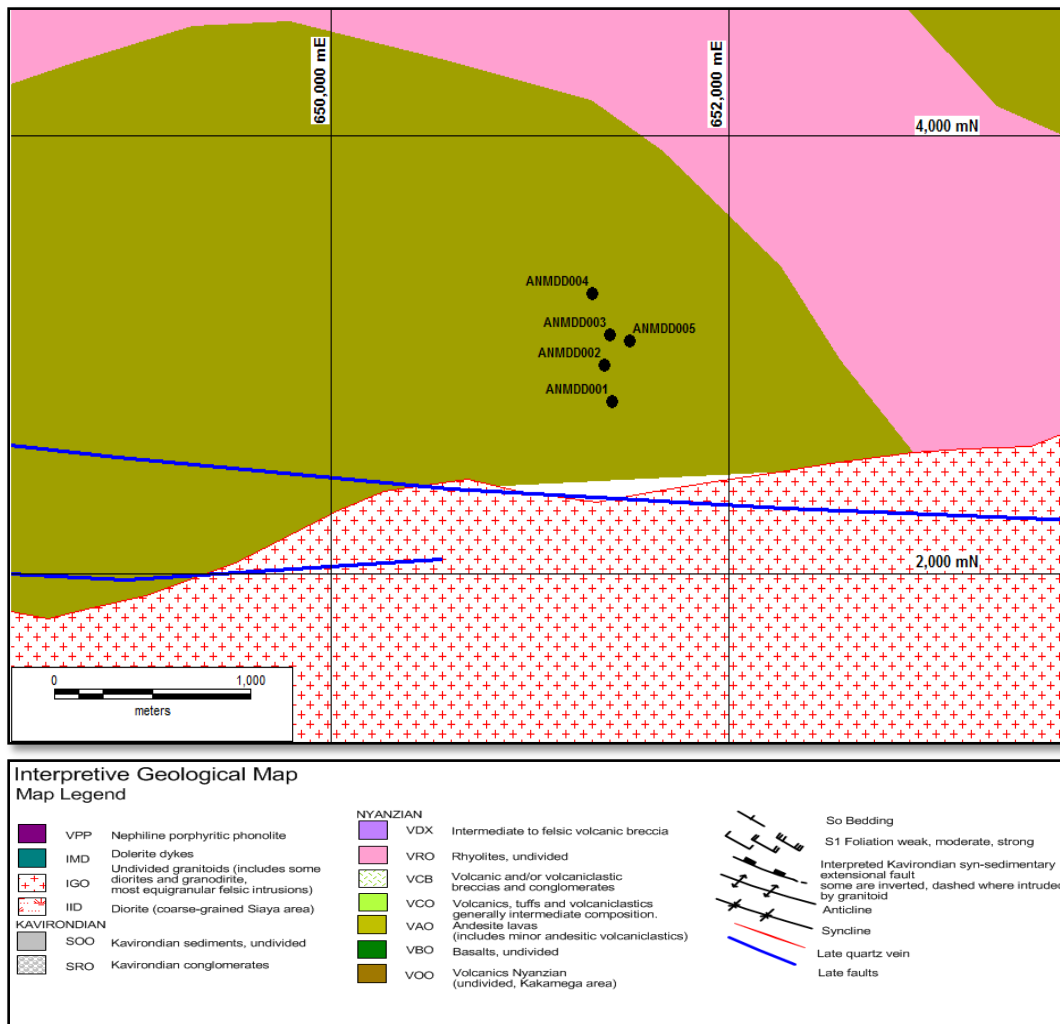 650,000 mE
652,000 mE
4,000 mN
ANMDD004
ANMDD003
ANMDD005
ANMDD002
ANMDD001
2,000 mN
0 1,000
meters
Interpretive Geological Map
Map Legend
VPP Nephiline porphyritic phonolite
IMD Dolerite dykes
IGO Undivided granitoids (includes some
diorites and granodirite,
most equigranular felsic intrusions)
IID Diorite (coarse-grained Siaya area)
KAVIRONDIAN
SOO Kavirondian sediments, undivided
SRO Kavirondian conglomerates
NYANZIAN
VDX Intermediate to felsic volcanic breccia
VRO Rhyolites, undivided
VCB Volcanic and/or volcaniclastic
breccias and conglomerates
VCO Volcanics, tuffs and volcaniclastics
generally intermediate composition.
VAO Andesite lavas
(includes minor andesitic volcaniclastics)
VBO Basalts, undivided
VOO Volcanics Nyanzian
(undivided, Kakamega area)
So Bedding
S1 Foliation weak, moderate, strong
Interpreted Kavirondian syn-sedimentary
extensional fault
some are inverted, dashed where intruded
by granitoid
Anticline
Syncline
Late quartz vein
Late faults